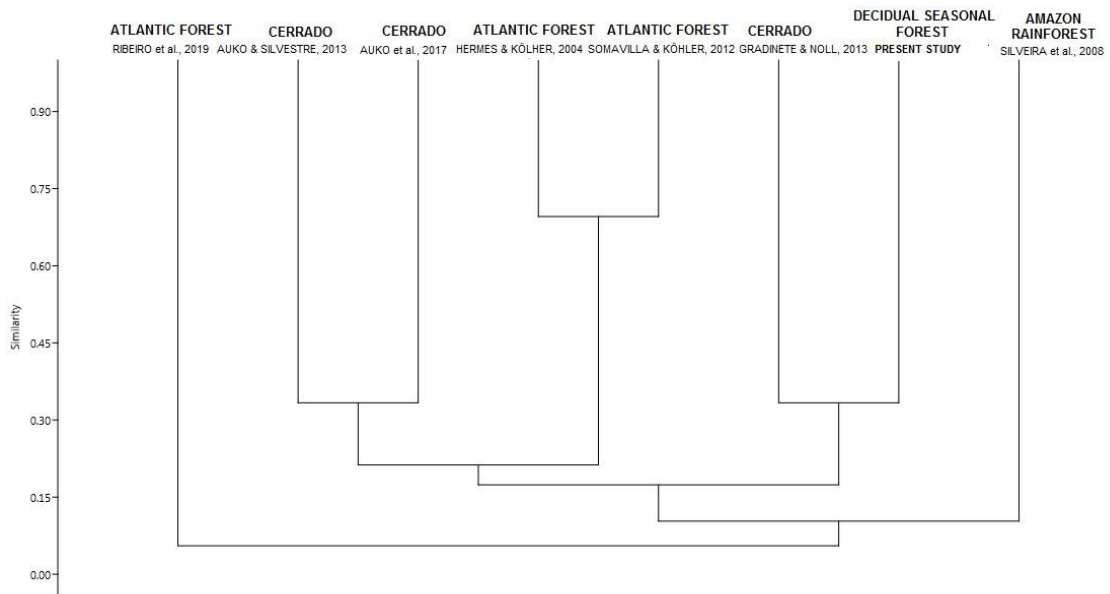 ATLANTIC FOREST
RIBEIRO et al., 2019
CERRADO
AUKO & SILVESTRE, 2013
CERRADO
AUKO et al., 2017
ATLANTIC FOREST
HERMES & KÖLHER, 2004
ATLANTIC FOREST
SOMAVILLA & KÖHLER, 2012
CERRADO
GRADINETE & NOLL, 2013
DECIDUAL SEASONAL
FOREST
PRESENT STUDY
AMAZON
RAINFOREST
SILVEIRA et al., 2008
0.90
0.75
0.60
0.45
0.30
0.15
0.00
Similarity